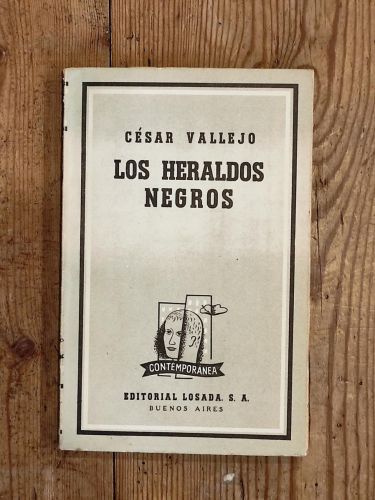 CÉSAR VALLEJO
LOS HERALDOS
NEGROS
CONTEMPORÁNEA
EDITORIAL LOSADA, S. A.
BUENOS AIRES